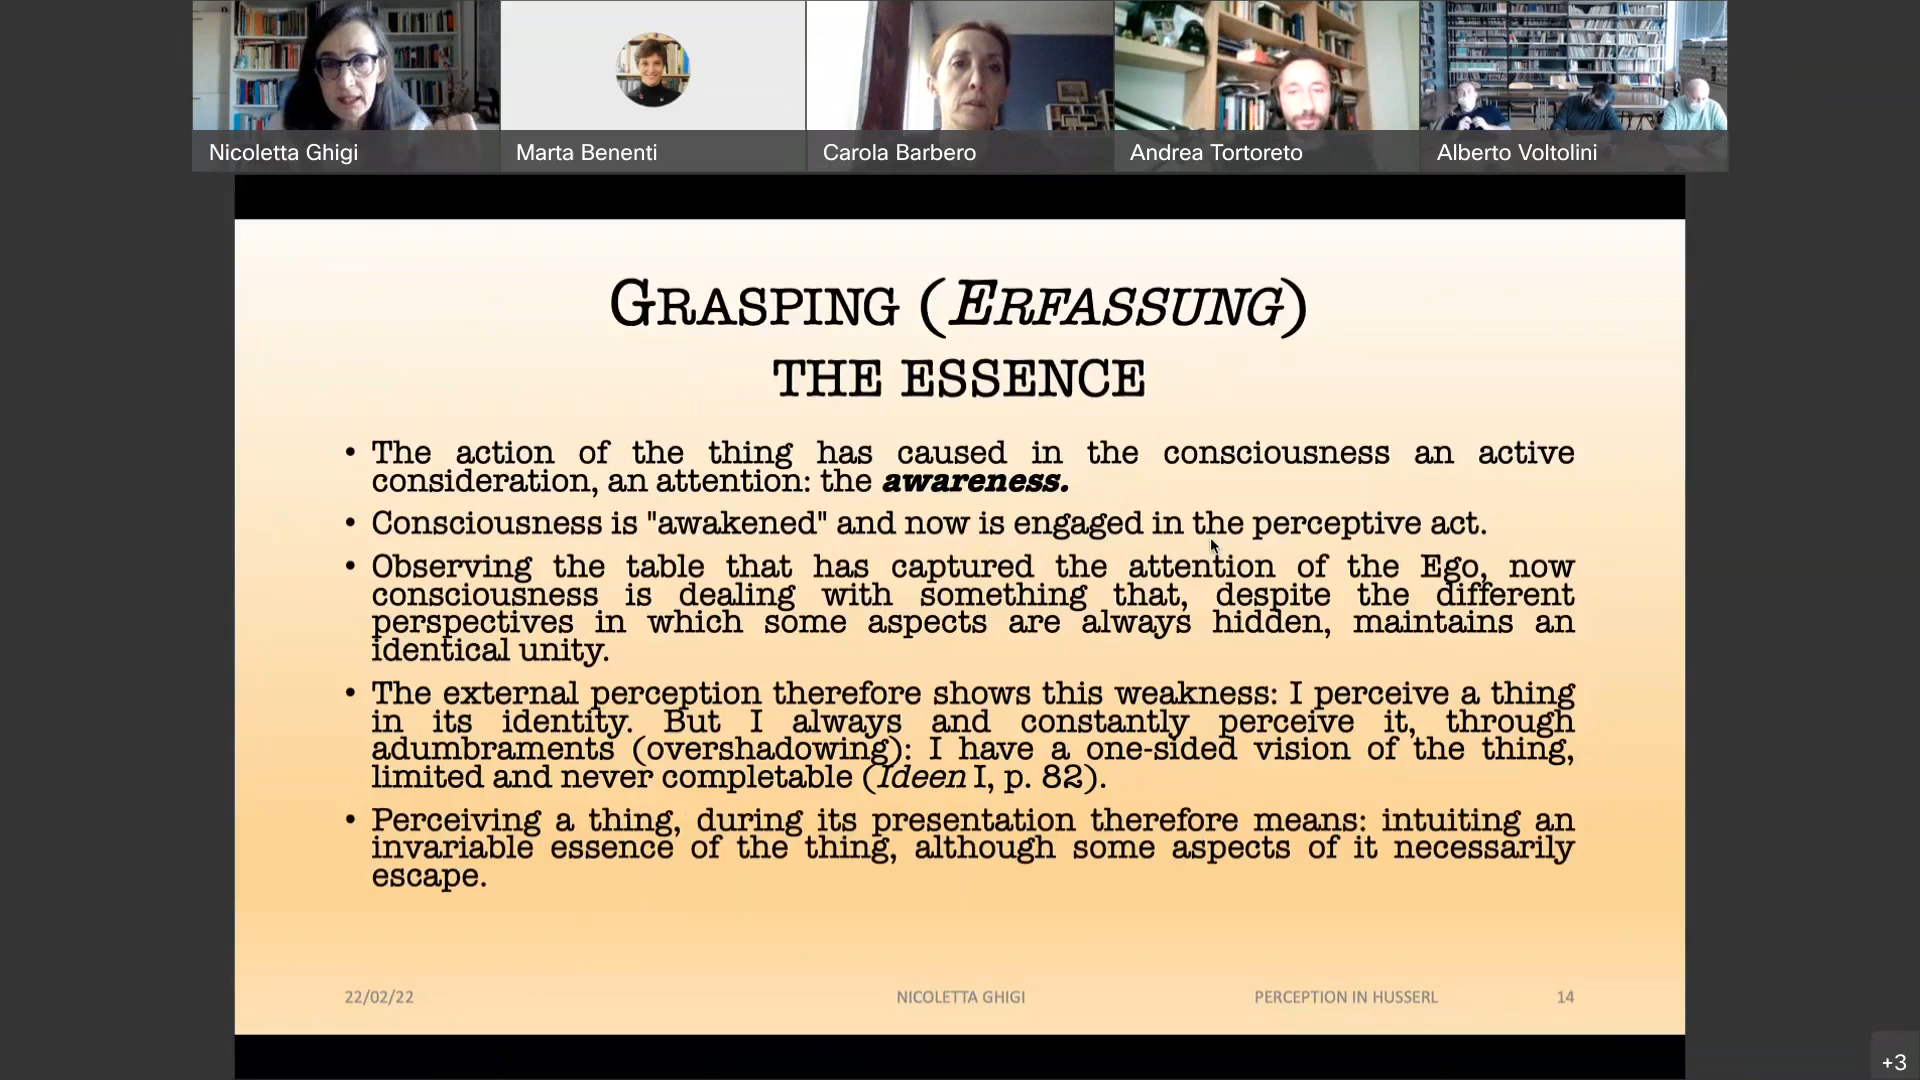 Nicoletta Ghigi
Marta Benenti
Carola Barbero
Andrea Tortoreto
Alberto Voltolini
GRASPING (ERFASSUNG)
THE ESSENCE
• The action of the thing has caused in the consciousness an active
consideration, an attention: the awareness.
• Consciousness is "awakened" and now is engaged in the perceptive act.
• Observing the table that has captured the attention of the Ego, now
consciousness is dealing with something that, despite the different
perspectives in which some aspects are always hidden, maintains an
identical unity.
• The external perception therefore shows this weakness: I perceive a thing
in its identity. But I always and constantly perceive it, through
adumbraments (overshadowing): I have a one-sided vision of the thing,
limited and never completable (Ideen I, p. 82).
• Perceiving a thing, during its presentation therefore means: intuiting an
invariable essence of the thing, although some aspects of it necessarily
escape.
22/02/22
NICOLETTA GHIGI
PERCEPTION IN HUSSERL
14
+3